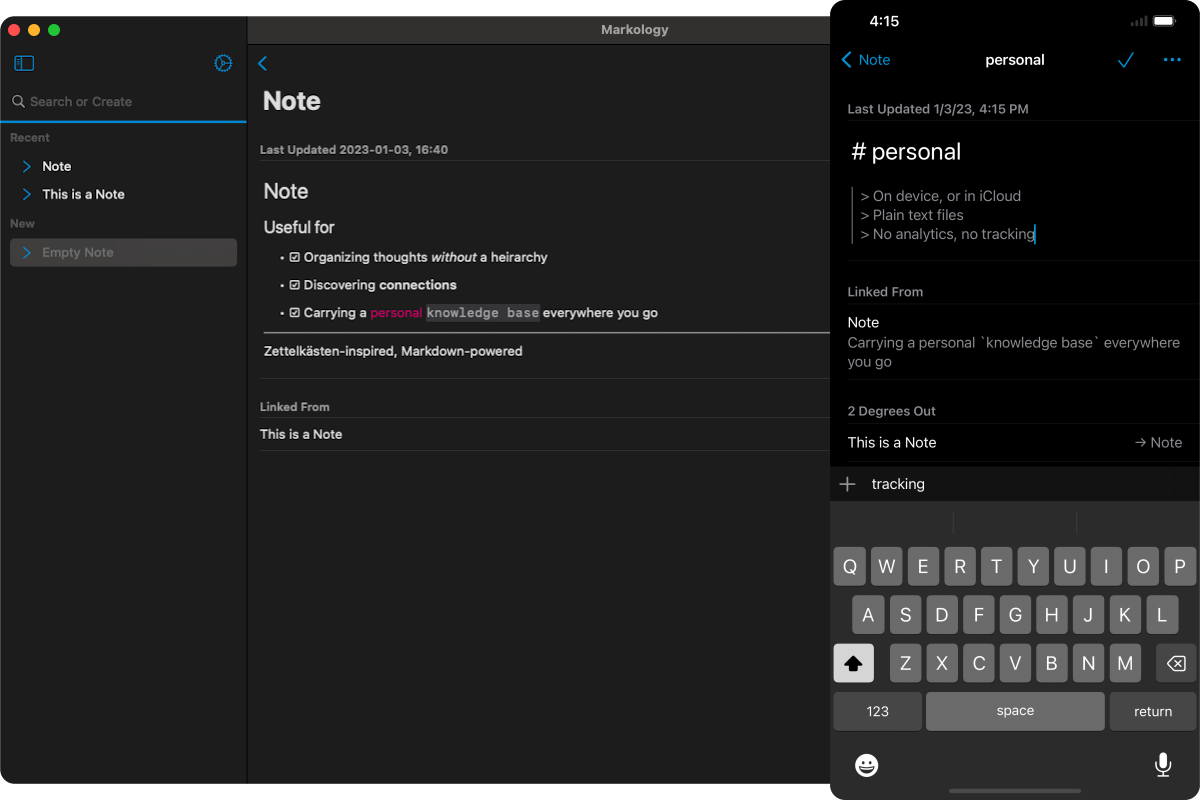 Markology
Search or Create
Recent
Note
This is a Note
New
Empty Note
Note
Last Updated 2023-01-03, 16:40
Note
Useful for
• ☑ Organizing thoughts without a heirarchy
• ☑ Discovering connections
• ☑ Carrying a personal knowledge base everywhere you go
Zettelkästen-inspired, Markdown-powered
Linked From
This is a Note
4:15
Note
personal
Last Updated 1/3/23, 4:15 PM
# personal
> On device, or in iCloud
> Plain text files
> No analytics, no tracking
Linked From
Note
Carrying a personal `knowledge base` everywhere
you go
2 Degrees Out
This is a Note → Note
tracking
Q W E R T Y U I O P
A S D F G H J K L
Z X C V B N M
123 space return